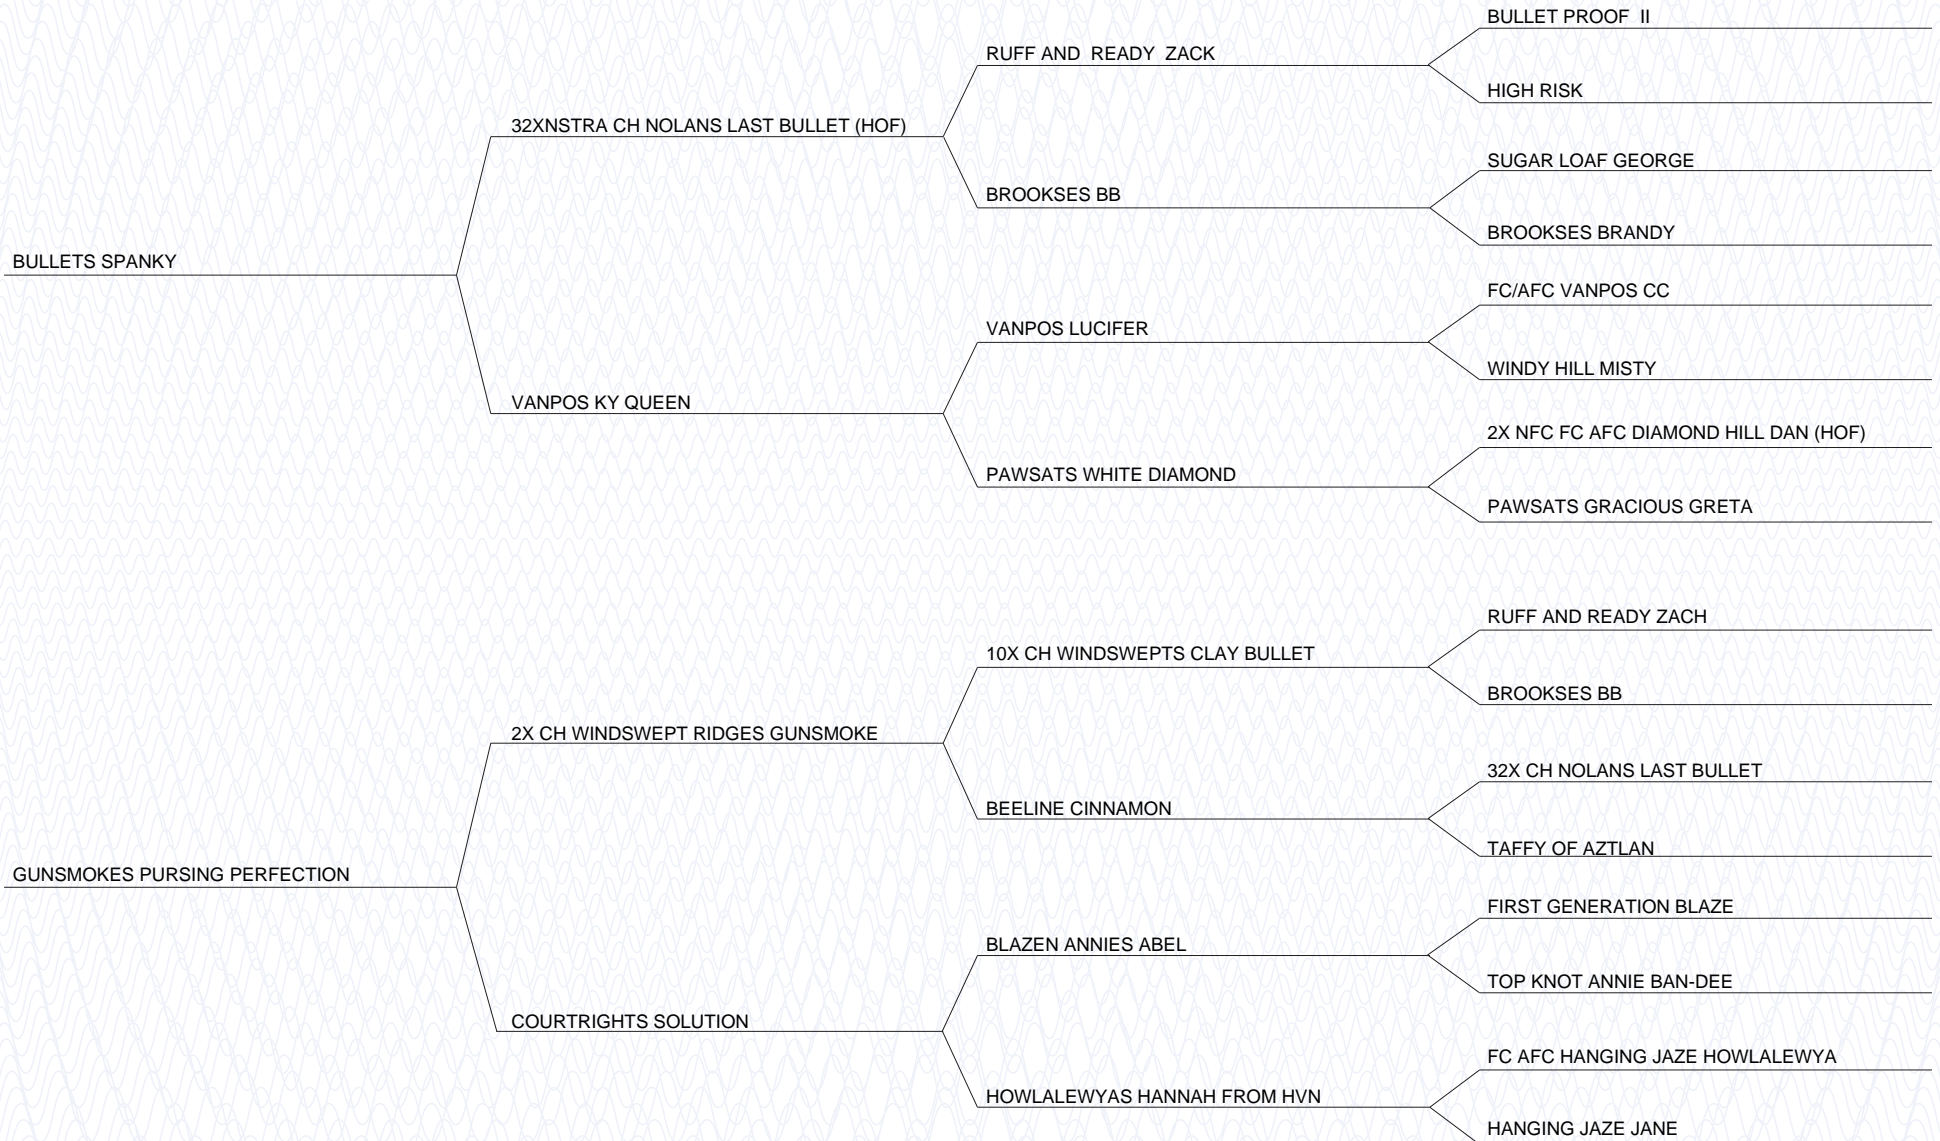 BULLET PROOF  II
RUFF AND  READY  ZACK
HIGH RISK
32XNSTRA CH NOLANS LAST BULLET (HOF)
SUGAR LOAF GEORGE
BROOKSES BB
BROOKSES BRANDY
BULLETS SPANKY
FC/AFC VANPOS CC
VANPOS LUCIFER
WINDY HILL MISTY
VANPOS KY QUEEN
2X NFC FC AFC DIAMOND HILL DAN (HOF)
PAWSATS WHITE DIAMOND
PAWSATS GRACIOUS GRETA
RUFF AND READY ZACH
10X CH WINDSWEPTS CLAY BULLET
BROOKSES BB
2X CH WINDSWEPT RIDGES GUNSMOKE
32X CH NOLANS LAST BULLET
BEELINE CINNAMON
TAFFY OF AZTLAN
GUNSMOKES PURSING PERFECTION
FIRST GENERATION BLAZE
BLAZEN ANNIES ABEL
TOP KNOT ANNIE BAN-DEE
COURTRIGHTS SOLUTION
FC AFC HANGING JAZE HOWLALEWYA
HOWLALEWYAS HANNAH FROM HVN
HANGING JAZE JANE